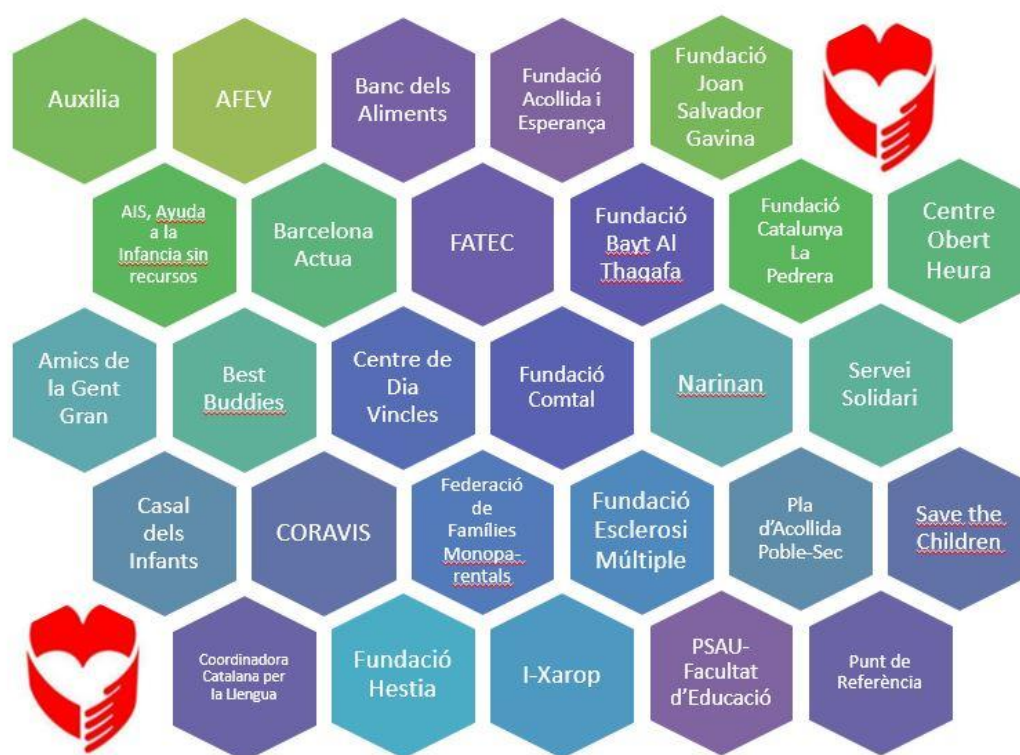 Auxilia
AFEV
Banc dels
Aliments
Fundació
Acollida i
Esperança
Fundació
Joan
Salvador
Gavina
AIS, Ayuda
a la
Infancia sin
recursos
Barcelona
Actua
FATEC
Fundació
Bayt Al
Thaqafa
Fundació
Catalunya
La
Pedrera
Centre
Obert
Heura
Amics de
la Gent
Gran
Best
Buddies
Centre de
Dia
Vincles
Fundació
Comtal
Narinan
Servei
Solidari
Casal
dels
Infants
CORAVIS
Federació
de
Famílies
Monopa-
rentals
Fundació
Esclerosi
Múltiple
Pla
d'Acollida
Poble-Sec
Save the
Children
Coordinadora
Catalana per
la Llengua
Fundació
Hestia
I-Xarop
PSAU-
Facultat
d'Educació
Punt de
Referència